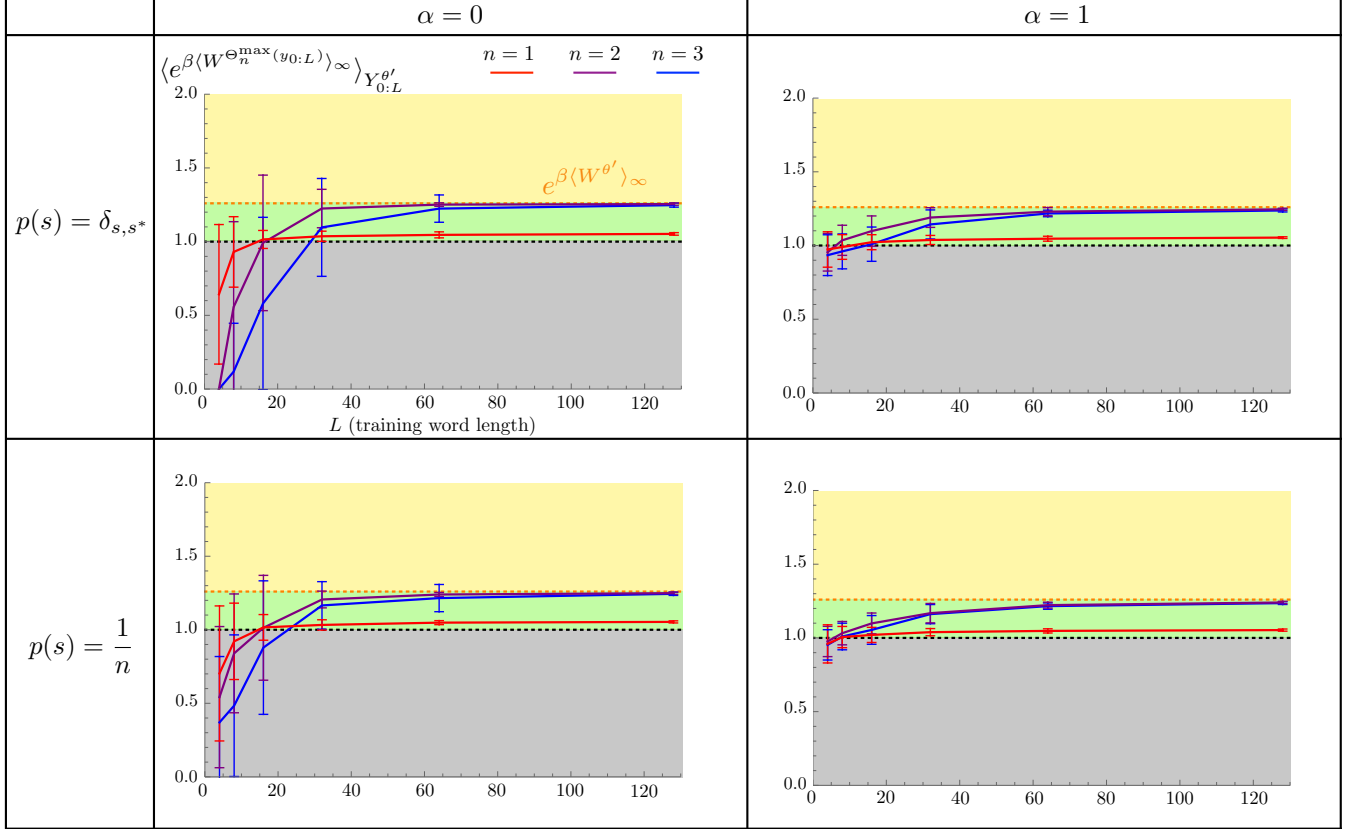 α = 0
α = 1
⟨e^{β⟨W^{Θ_n^{max}(y_{0:L})}⟩_∞}⟩_{Y_{0:L}^{θ'}}
n = 1 n = 2 n = 3
2.0
1.5
1.0
0.5
0.0
e^{β⟨W^{θ'}⟩_∞}
0 20 40 60 80 100 120
L (training word length)
2.0
1.5
1.0
0.5
0.0
0 20 40 60 80 100 120
p(s) = δ_{s,s*}
2.0
1.5
1.0
0.5
0.0
0 20 40 60 80 100 120
2.0
1.5
1.0
0.5
0.0
0 20 40 60 80 100 120
p(s) = 1/n